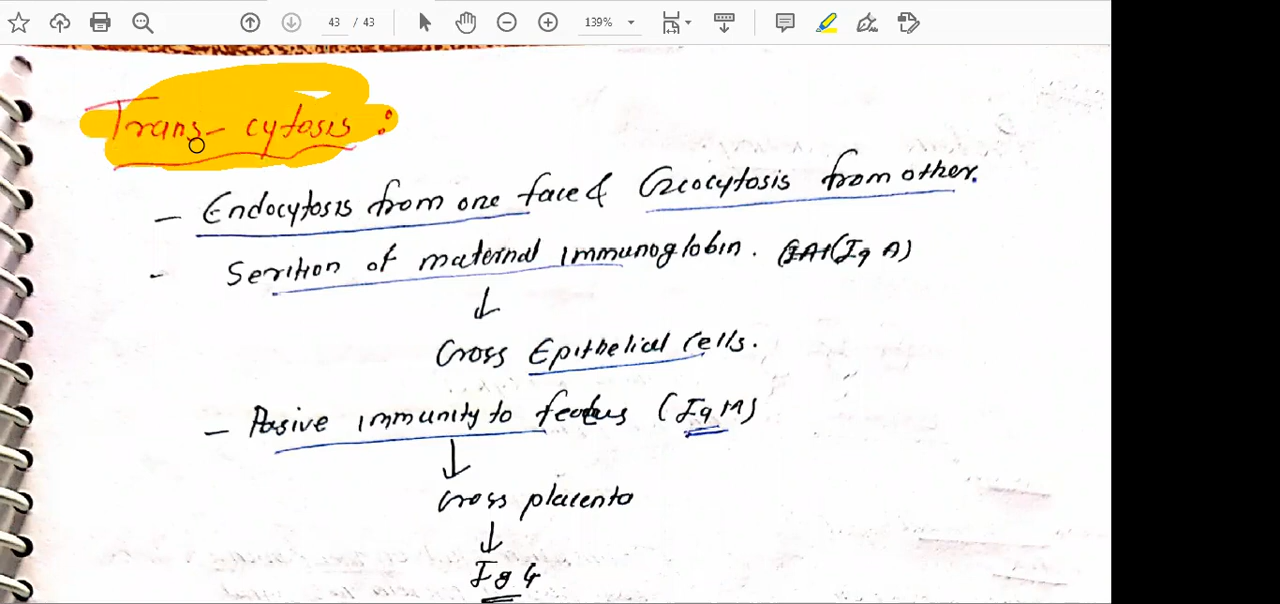 43 / 43
139%
Trans- cytosis :
- Endocytosis from one face & Exocytosis from other.
- Serition of maternal immunoglobin. (Ig A)
↓
Cross Epithelial Cells.
- Pasive immunity to feotus (IgM)
↓
Cross placenta
↓
Ig G